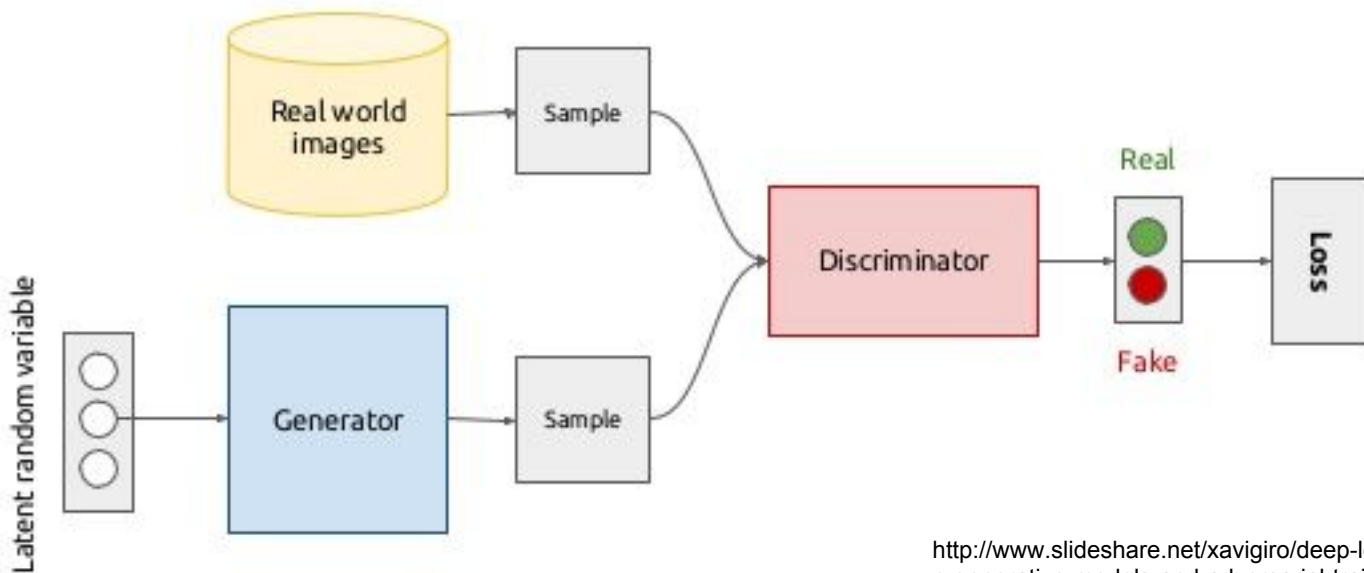 Real world
images
Sample
Real
Discriminator
Loss
Fake
Latent random variable
Generator
Sample
http://www.slideshare.net/xavigiro/deep-l